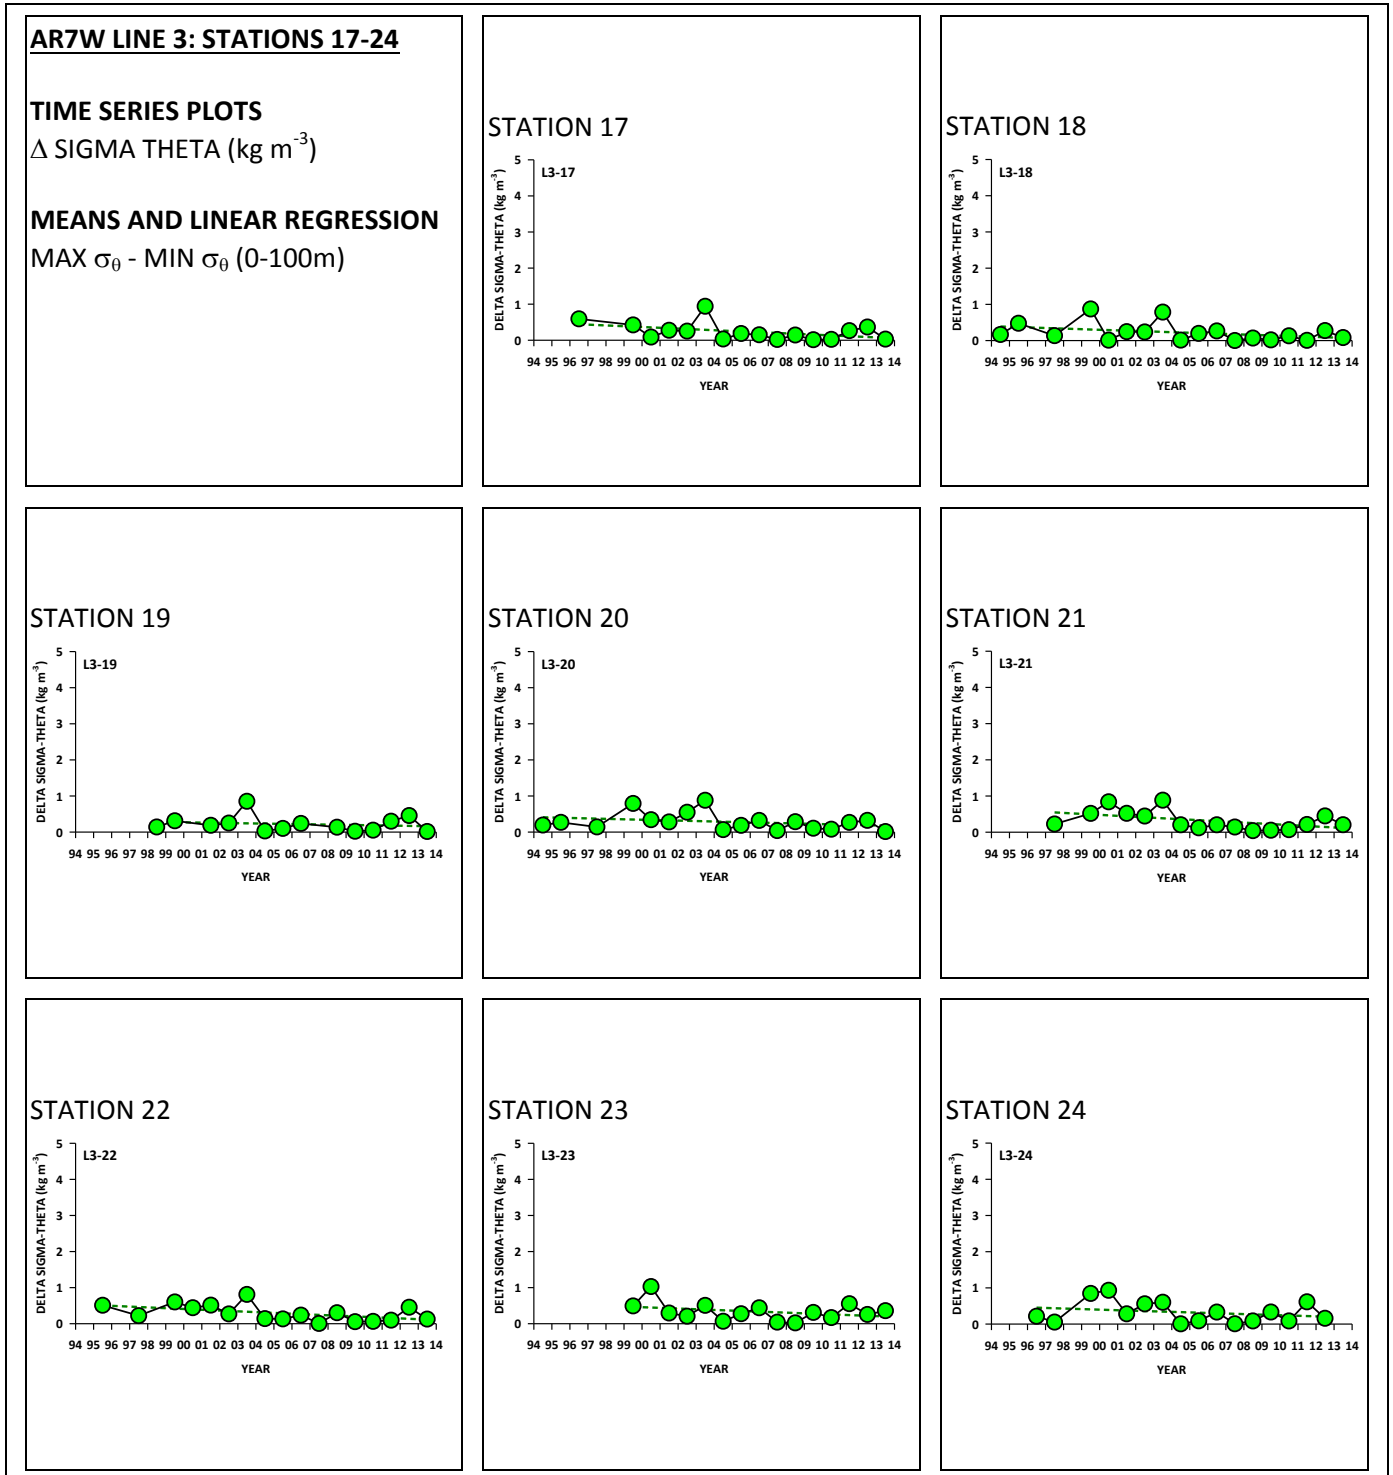 AR7W LINE 3: STATIONS 17-24
TIME SERIES PLOTS
Δ SIGMA THETA (kg m-3)
MEANS AND LINEAR REGRESSION
MAX σθ - MIN σθ (0-100m)
STATION 17
DELTA SIGMA-THETA (kg m-3)
5
4
3
2
1
0
L3-17
94 95 96 97 98 99 00 01 02 03 04 05 06 07 08 09 10 11 12 13 14
YEAR
STATION 18
DELTA SIGMA-THETA (kg m-3)
5
4
3
2
1
0
L3-18
94 95 96 97 98 99 00 01 02 03 04 05 06 07 08 09 10 11 12 13 14
YEAR
STATION 19
DELTA SIGMA-THETA (kg m-3)
5
4
3
2
1
0
L3-19
94 95 96 97 98 99 00 01 02 03 04 05 06 07 08 09 10 11 12 13 14
YEAR
STATION 20
DELTA SIGMA-THETA (kg m-3)
5
4
3
2
1
0
L3-20
94 95 96 97 98 99 00 01 02 03 04 05 06 07 08 09 10 11 12 13 14
YEAR
STATION 21
DELTA SIGMA-THETA (kg m-3)
5
4
3
2
1
0
L3-21
94 95 96 97 98 99 00 01 02 03 04 05 06 07 08 09 10 11 12 13 14
YEAR
STATION 22
DELTA SIGMA-THETA (kg m-3)
5
4
3
2
1
0
L3-22
94 95 96 97 98 99 00 01 02 03 04 05 06 07 08 09 10 11 12 13 14
YEAR
STATION 23
DELTA SIGMA-THETA (kg m-3)
5
4
3
2
1
0
L3-23
94 95 96 97 98 99 00 01 02 03 04 05 06 07 08 09 10 11 12 13 14
YEAR
STATION 24
DELTA SIGMA-THETA (kg m-3)
5
4
3
2
1
0
L3-24
94 95 96 97 98 99 00 01 02 03 04 05 06 07 08 09 10 11 12 13 14
YEAR